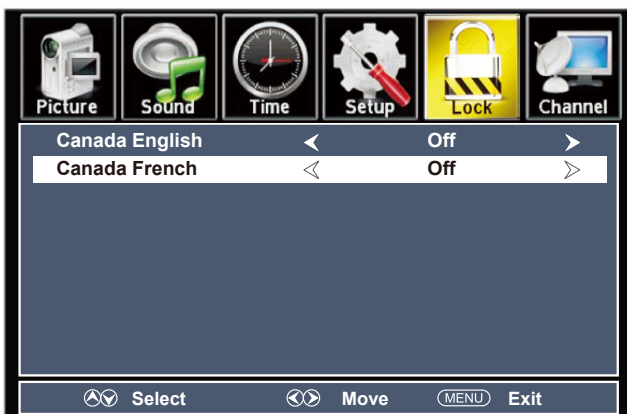 Picture Sound Time Setup Lock Channel
Canada English Off
Canada French Off
Select Move MENU Exit